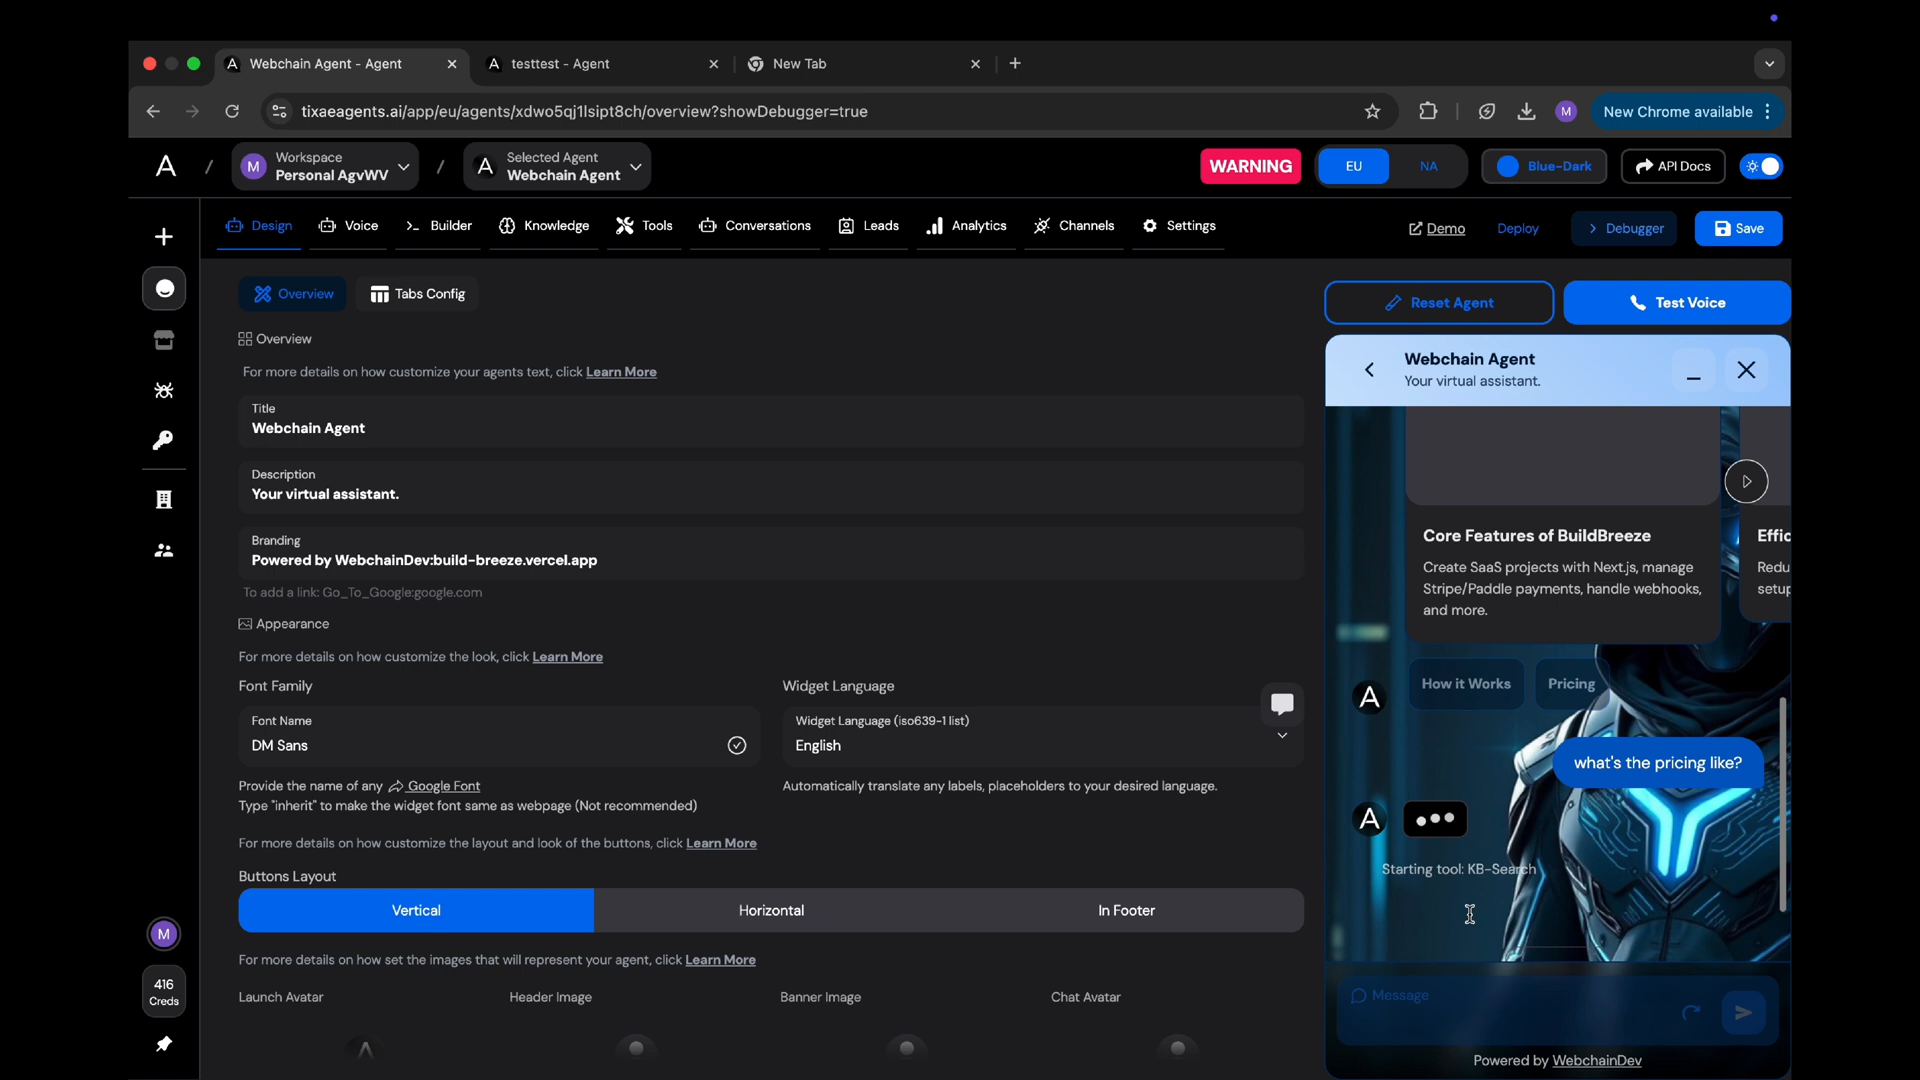 Webchain Agent - Agent
testtest - Agent
New Tab
tixaeagents.ai/app/eu/agents/xdwo5qj1lsipt8ch/overview?showDebugger=true
M
New Chrome available
A
/
M
Workspace
Personal AgvWV
/
A
Selected Agent
Webchain Agent
WARNING
EU
NA
Blue-Dark
API Docs
Design
Voice
Builder
Knowledge
Tools
Conversations
Leads
Analytics
Channels
Settings
Demo
Deploy
Debugger
Save
Overview
Tabs Config
Overview
For more details on how customize your agents text, click Learn More
Title
Webchain Agent
Description
Your virtual assistant.
Branding
Powered by WebchainDev:build-breeze.vercel.app
To add a link: Go_To_Google:google.com
Appearance
For more details on how customize the look, click Learn More
Font Family
Widget Language
Font Name
DM Sans
Widget Language (iso639-1 list)
English
Provide the name of any Google Font
Type "inherit" to make the widget font same as webpage (Not recommended)
Automatically translate any labels, placeholders to your desired language.
For more details on how customize the layout and look of the buttons, click Learn More
Buttons Layout
Vertical
Horizontal
In Footer
For more details on how set the images that will represent your agent, click Learn More
Launch Avatar
Header Image
Banner Image
Chat Avatar
M
416
Creds
Reset Agent
Test Voice
Webchain Agent
Your virtual assistant.
Core Features of BuildBreeze
Create SaaS projects with Next.js, manage
Stripe/Paddle payments, handle webhooks,
and more.
Effic
Redu
setup
A
How it Works
Pricing
what's the pricing like?
A
Starting tool: KB-Search
Message
Powered by WebchainDev